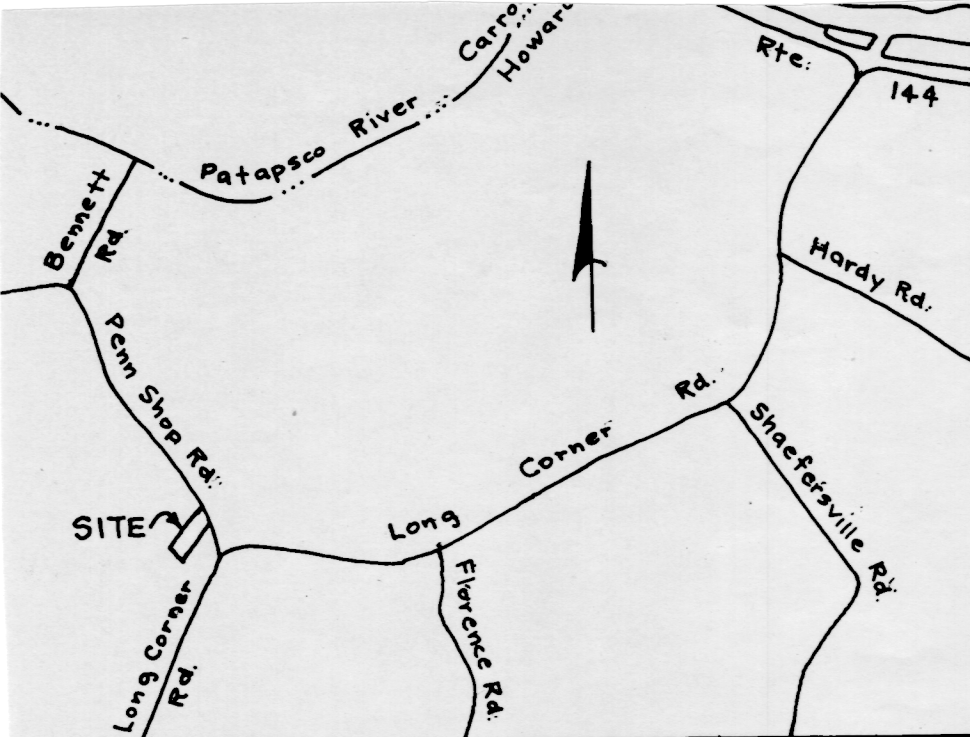 Carro
Howard
Rte.
144
Patapsco River
Bennett
Rd.
Hardy Rd.
Penn Shop Rd.
Long Corner Rd.
Shaefersville Rd.
SITE
Florence Rd.
Long Corner
Rd.